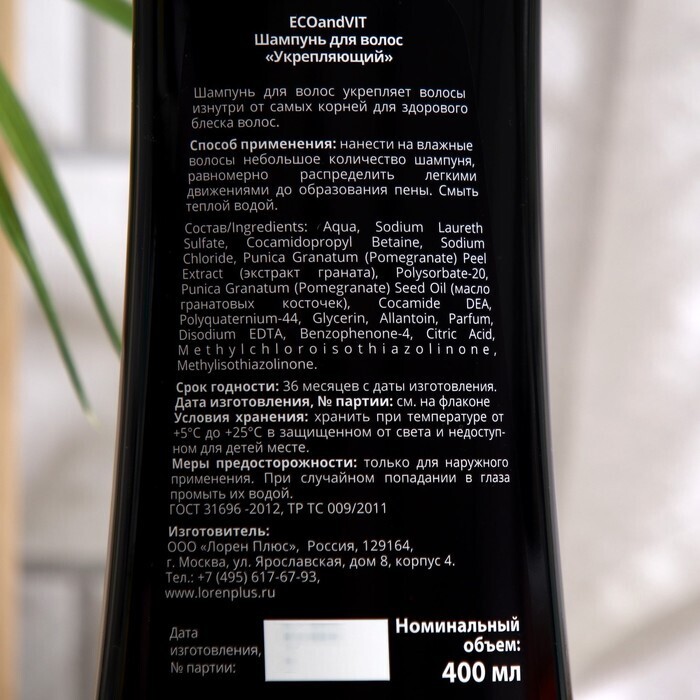 ECOandVIT
Шампунь для волос
«Укрепляющий»
Шампунь для волос укрепляет волосы
изнутри от самых корней для здорового
блеска волос.
Способ применения: нанести на влажные
волосы небольшое количество шампуня,
равномерно распределить легкими
движениями до образования пены. Смыть
теплой водой.
Состав/Ingredients: Aqua, Sodium Laureth
Sulfate, Cocamidopropyl Betaine, Sodium
Chloride, Punica Granatum (Pomegranate) Peel
Extract (экстракт граната), Polysorbate-20,
Punica Granatum (Pomegranate) Seed Oil (масло
гранатовых косточек), Cocamide DEA,
Polyquaternium-44, Glycerin, Allantoin, Parfum,
Disodium EDTA, Benzophenone-4, Citric Acid,
Methylchloroisothiazolinone,
Methylisothiazolinone.
Срок годности: 36 месяцев с даты изготовления.
Дата изготовления, № партии: см. на флаконе
Условия хранения: хранить при температуре от
+5°С до +25°С в защищенном от света и недоступ-
ном для детей месте.
Меры предосторожности: только для наружного
применения. При случайном попадании в глаза
промыть их водой.
ГОСТ 31696 -2012, ТР ТС 009/2011
Изготовитель:
ООО «Лорен Плюс», Россия, 129164,
г. Москва, ул. Ярославская, дом 8, корпус 4.
Тел.: +7 (495) 617-67-93,
www.lorenplus.ru
Дата
изготовления,
№ партии:
Номинальный
объем:
400 мл